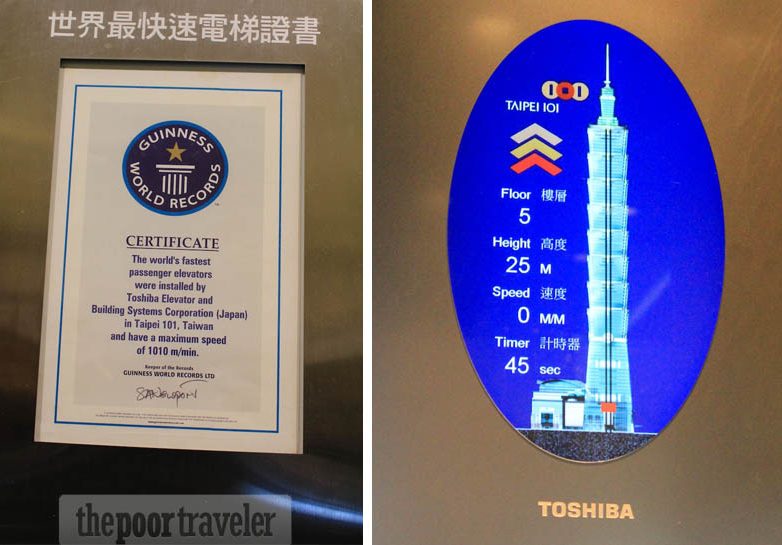 世界最快速電梯證書
GUINNESS
WORLD RECORDS
CERTIFICATE
The world's fastest
passenger elevators
were installed by
Toshiba Elevator and
Building Systems Corporation (Japan)
in Taipei 101, Taiwan
and have a maximum speed
of 1010 m/min.
Keeper of the Records
GUINNESS WORLD RECORDS LTD
thepoortraveler
TAIPEI 101
Floor 樓層
5
Height 高度
25 M
Speed 速度
0 M/M
Timer 計時器
45 sec
TOSHIBA